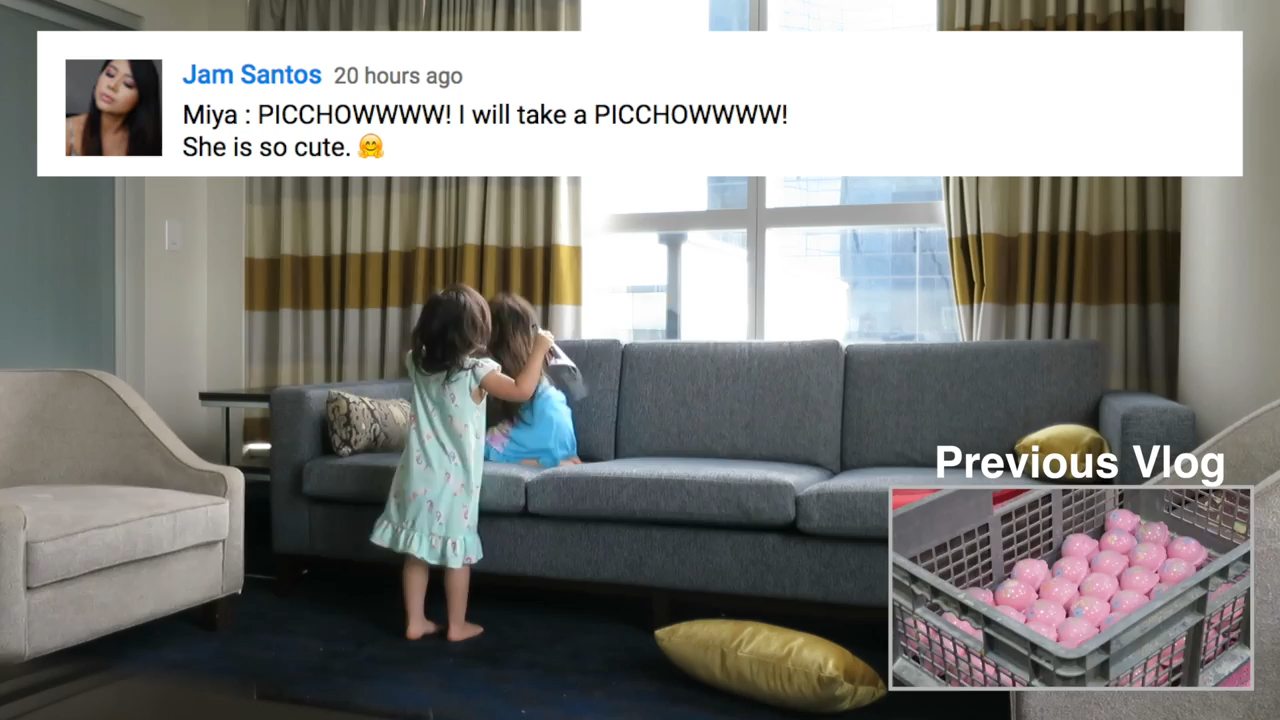 Jam Santos 20 hours ago
Miya : PICCHOWWWW! I will take a PICCHOWWWW!
She is so cute. 🤗
Previous Vlog